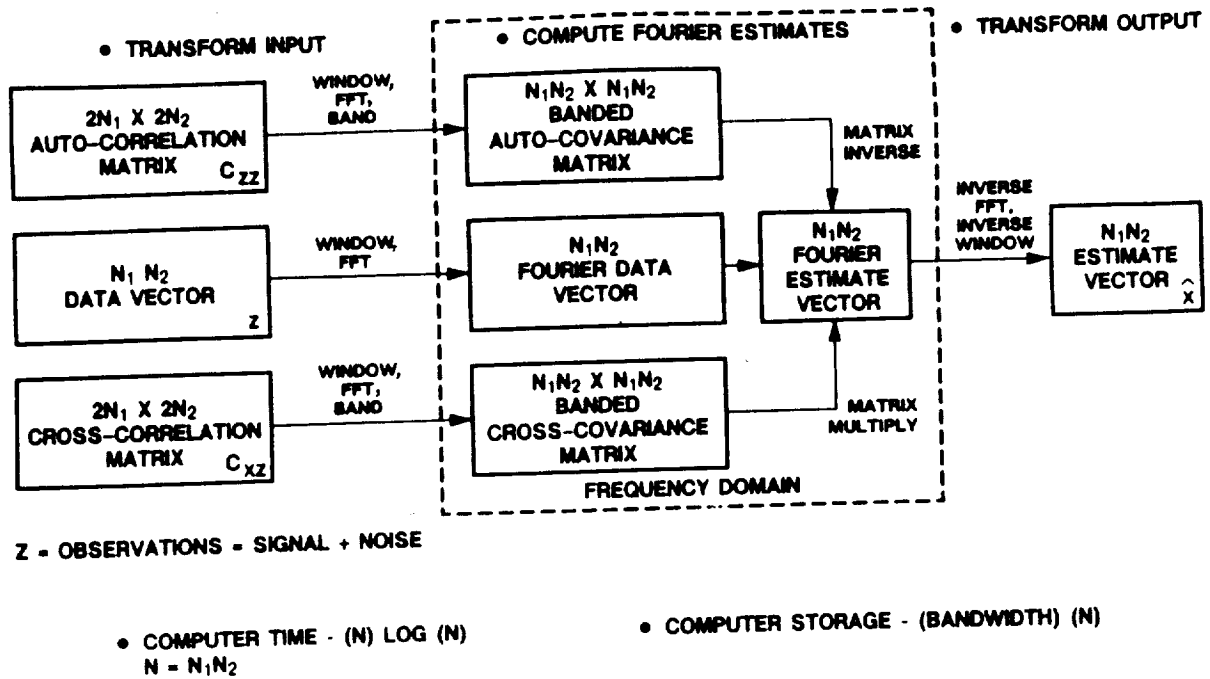 ● TRANSFORM INPUT
● COMPUTE FOURIER ESTIMATES
● TRANSFORM OUTPUT
2N₁ X 2N₂
AUTO-CORRELATION
MATRIX
C_ZZ
WINDOW,
FFT,
BAND
N₁N₂ X N₁N₂
BANDED
AUTO-COVARIANCE
MATRIX
MATRIX
INVERSE
N₁ N₂
DATA VECTOR
Z
WINDOW,
FFT
N₁N₂
FOURIER DATA
VECTOR
N₁N₂
FOURIER
ESTIMATE
VECTOR
INVERSE
FFT,
INVERSE
WINDOW
N₁N₂
ESTIMATE
VECTOR
X̂
2N₁ X 2N₂
CROSS-CORRELATION
MATRIX
C_XZ
WINDOW,
FFT,
BAND
N₁N₂ X N₁N₂
BANDED
CROSS-COVARIANCE
MATRIX
MATRIX
MULTIPLY
FREQUENCY DOMAIN
Z = OBSERVATIONS = SIGNAL + NOISE
● COMPUTER TIME - (N) LOG (N)
N = N₁N₂
● COMPUTER STORAGE - (BANDWIDTH) (N)